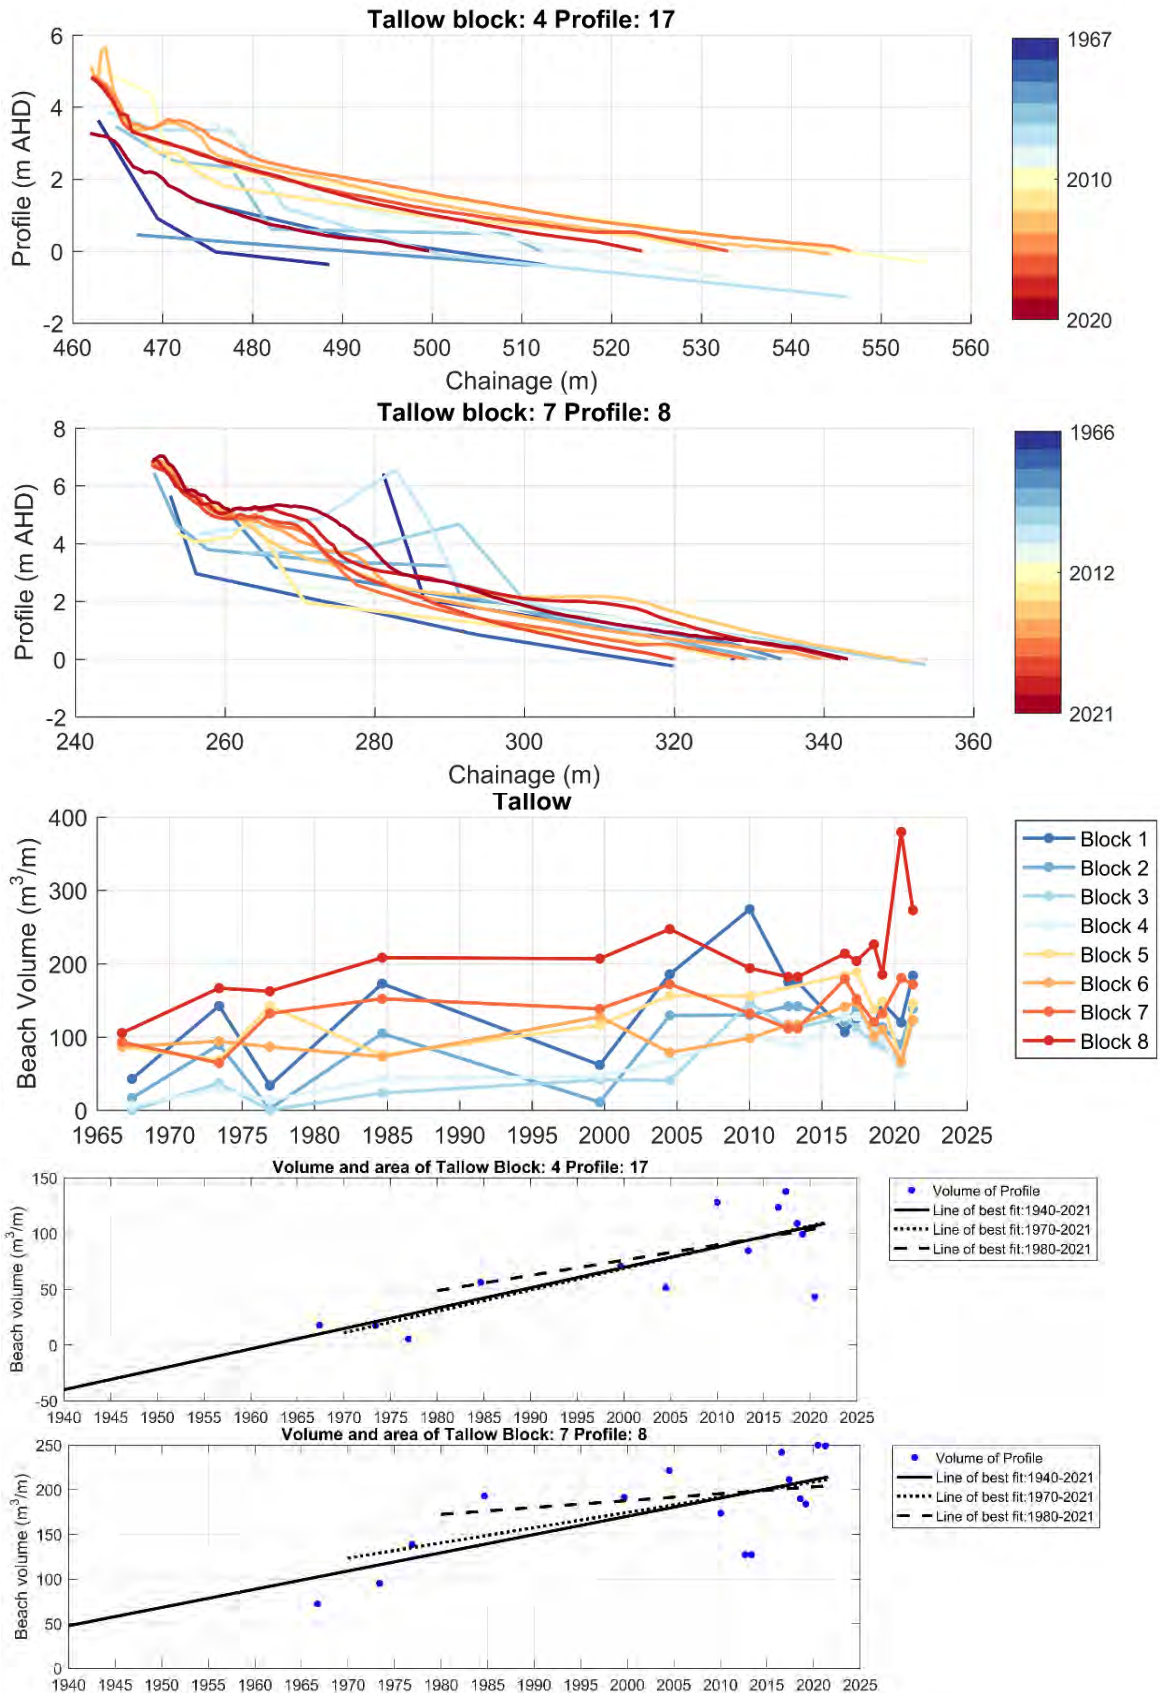 Tallow block: 4 Profile: 17
6
4
2
0
-2
Profile (m AHD)
460 470 480 490 500 510 520 530 540 550 560
Chainage (m)
1967
2010
2020
Tallow block: 7 Profile: 8
8
6
4
2
0
-2
Profile (m AHD)
240 260 280 300 320 340 360
Chainage (m)
1966
2012
2021
Tallow
400
300
200
100
0
Beach Volume (m³/m)
1965 1970 1975 1980 1985 1990 1995 2000 2005 2010 2015 2020 2025
Block 1
Block 2
Block 3
Block 4
Block 5
Block 6
Block 7
Block 8
Volume and area of Tallow Block: 4 Profile: 17
150
100
50
0
-50
Beach volume (m³/m)
1940 1945 1950 1955 1960 1965 1970 1975 1980 1985 1990 1995 2000 2005 2010 2015 2020 2025
Volume of Profile
Line of best fit:1940-2021
Line of best fit:1970-2021
Line of best fit:1980-2021
Volume and area of Tallow Block: 7 Profile: 8
250
200
150
100
50
0
Beach volume (m³/m)
1940 1945 1950 1955 1960 1965 1970 1975 1980 1985 1990 1995 2000 2005 2010 2015 2020 2025
Volume of Profile
Line of best fit:1940-2021
Line of best fit:1970-2021
Line of best fit:1980-2021